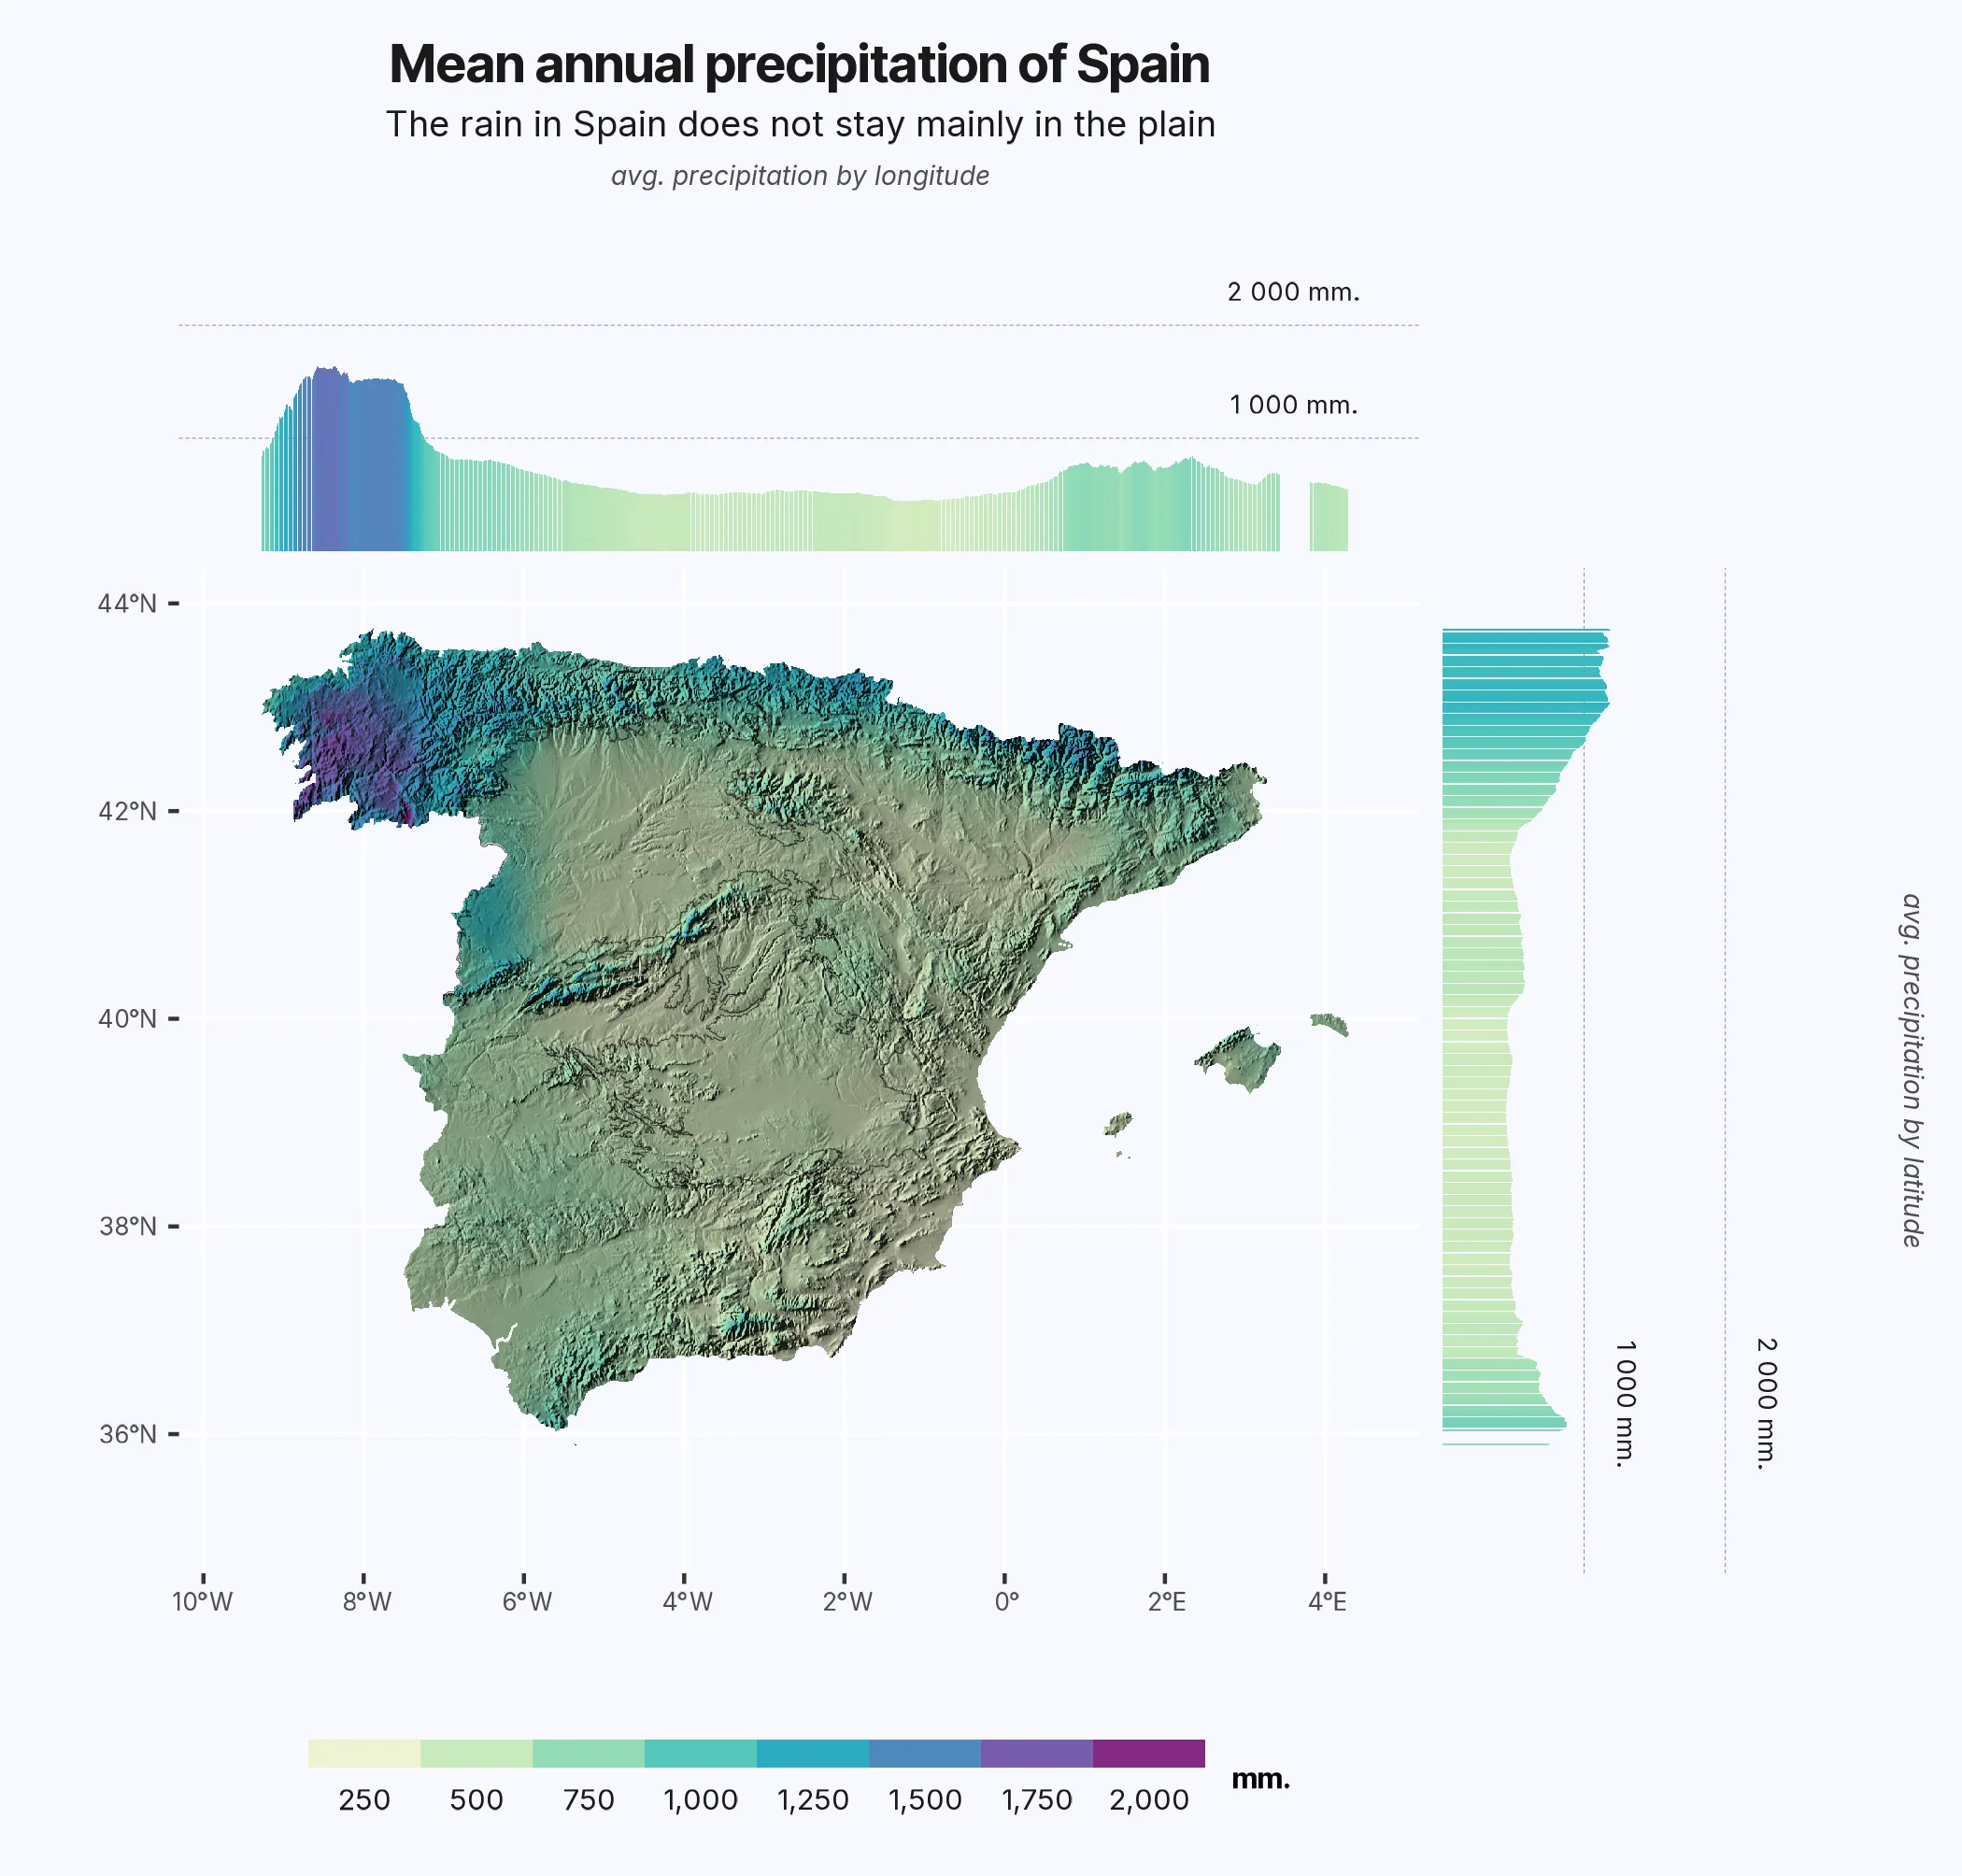 Mean annual precipitation of Spain
The rain in Spain does not stay mainly in the plain
avg. precipitation by longitude
2 000 mm.
1 000 mm.
44°N
42°N
40°N
38°N
36°N
10°W 8°W 6°W 4°W 2°W 0° 2°E 4°E
1 000 mm.
2 000 mm.
avg. precipitation by latitude
250 500 750 1,000 1,250 1,500 1,750 2,000
mm.